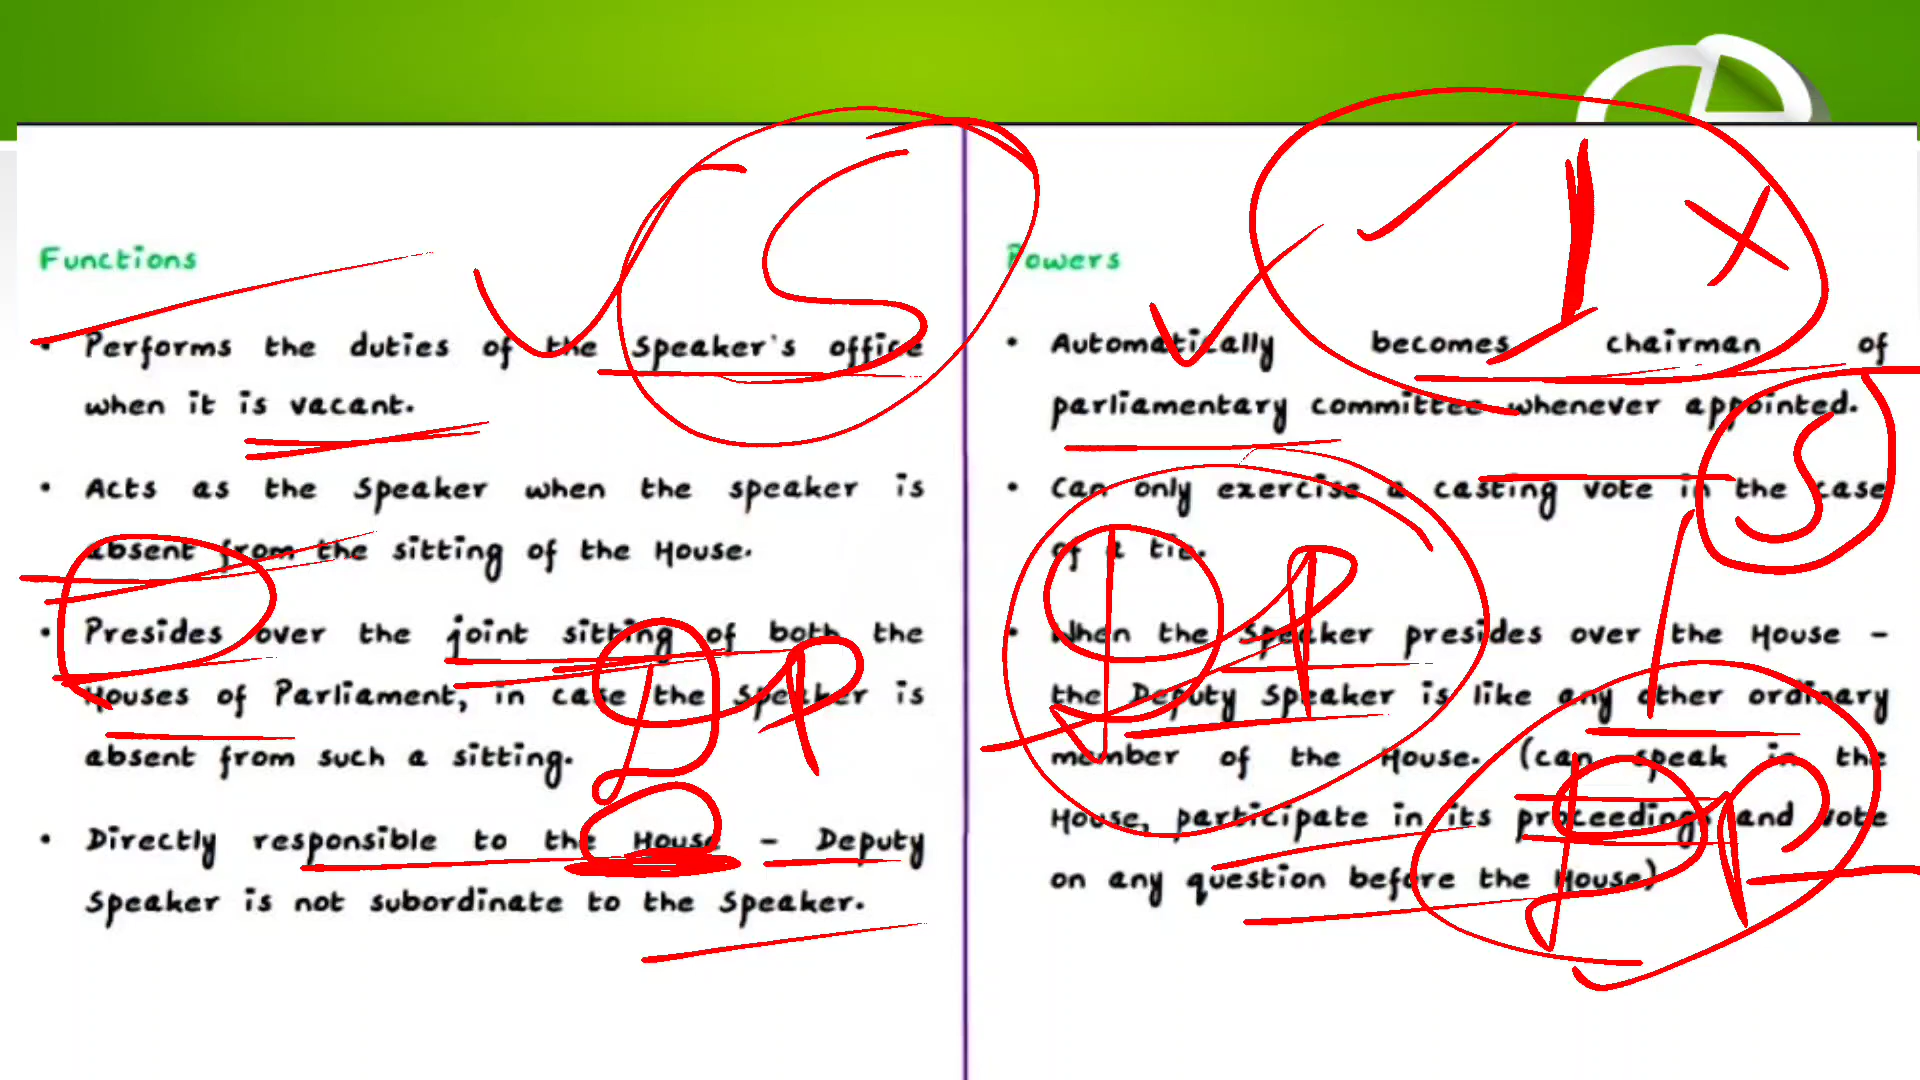 Functions
• Performs the duties of the Speaker's office
when it is vacant.
• Acts as the Speaker when the speaker is
absent from the sitting of the House.
• Presides over the joint sitting of both the
Houses of Parliament, in case the Speaker is
absent from such a sitting.
• Directly responsible to the House – Deputy
Speaker is not subordinate to the Speaker.
Powers
• Automatically becomes chairman of
parliamentary committee whenever appointed.
• Can only exercise a casting vote in the case
of a tie.
• When the Speaker presides over the House –
the Deputy Speaker is like any other ordinary
member of the House. (can speak in the
House, participate in its proceedings and vote
on any question before the House)
S
1
S